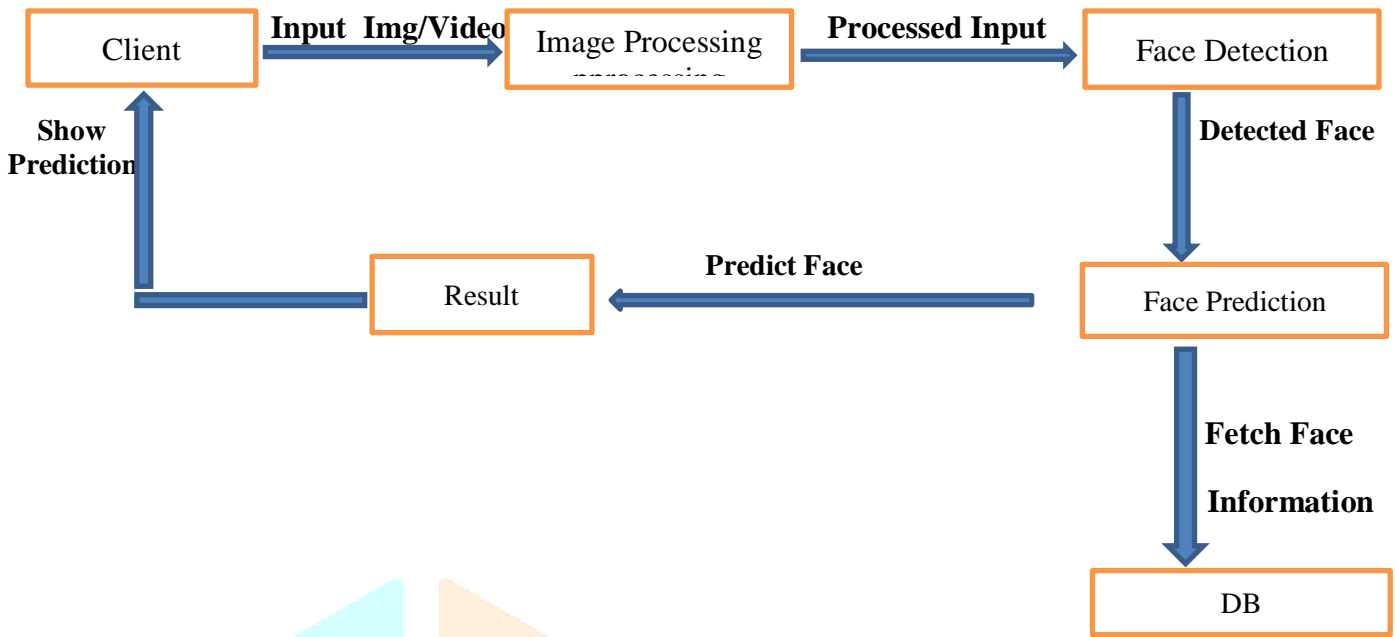 Client
Input Img/Video
Image Processing
Processed Input
Face Detection
Show
Prediction
Detected Face
Result
Predict Face
Face Prediction
Fetch Face
Information
DB